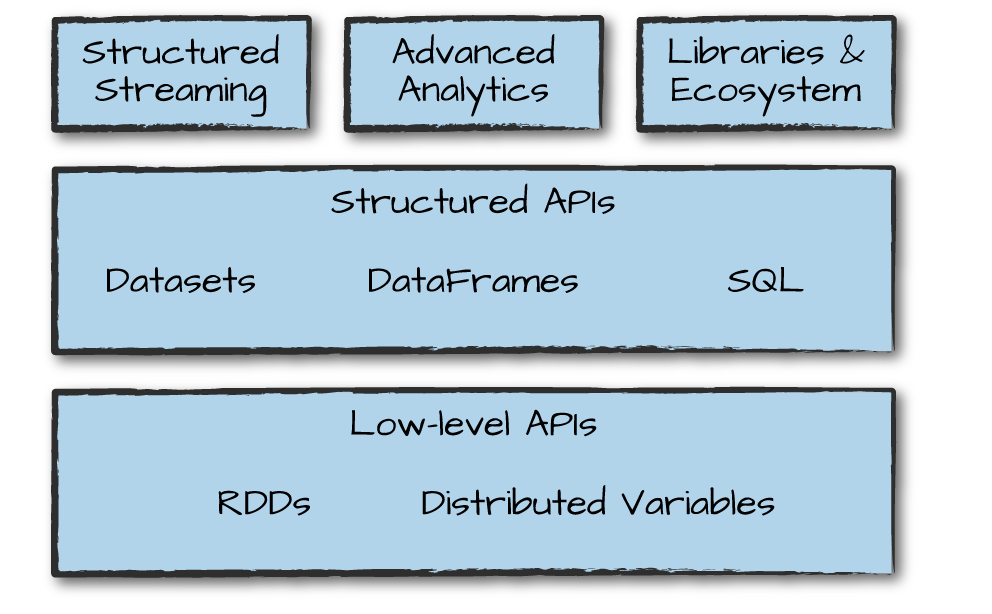 Structured
Streaming
Advanced
Analytics
Libraries &
Ecosystem
Structured APIs
Datasets DataFrames SQL
Low-level APIs
RDDs Distributed Variables